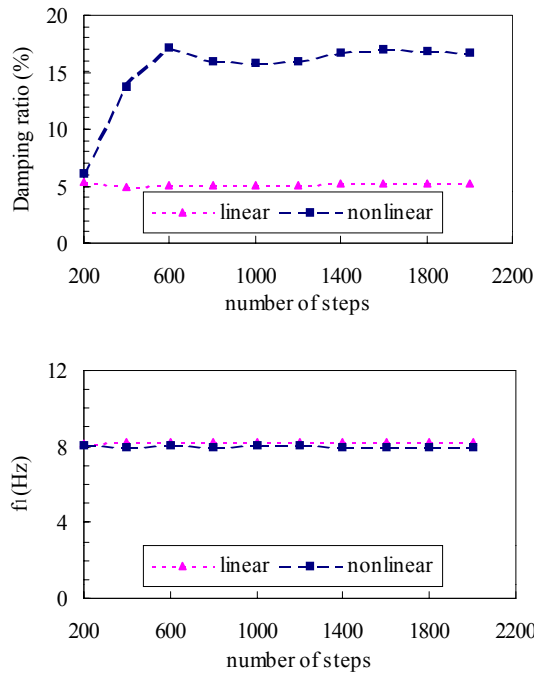 20
15
10
5
0
Damping ratio (%)
linear
nonlinear
200
600
1000
1400
1800
2200
number of steps
12
8
4
0
f1(Hz)
linear
nonlinear
200
600
1000
1400
1800
2200
number of steps